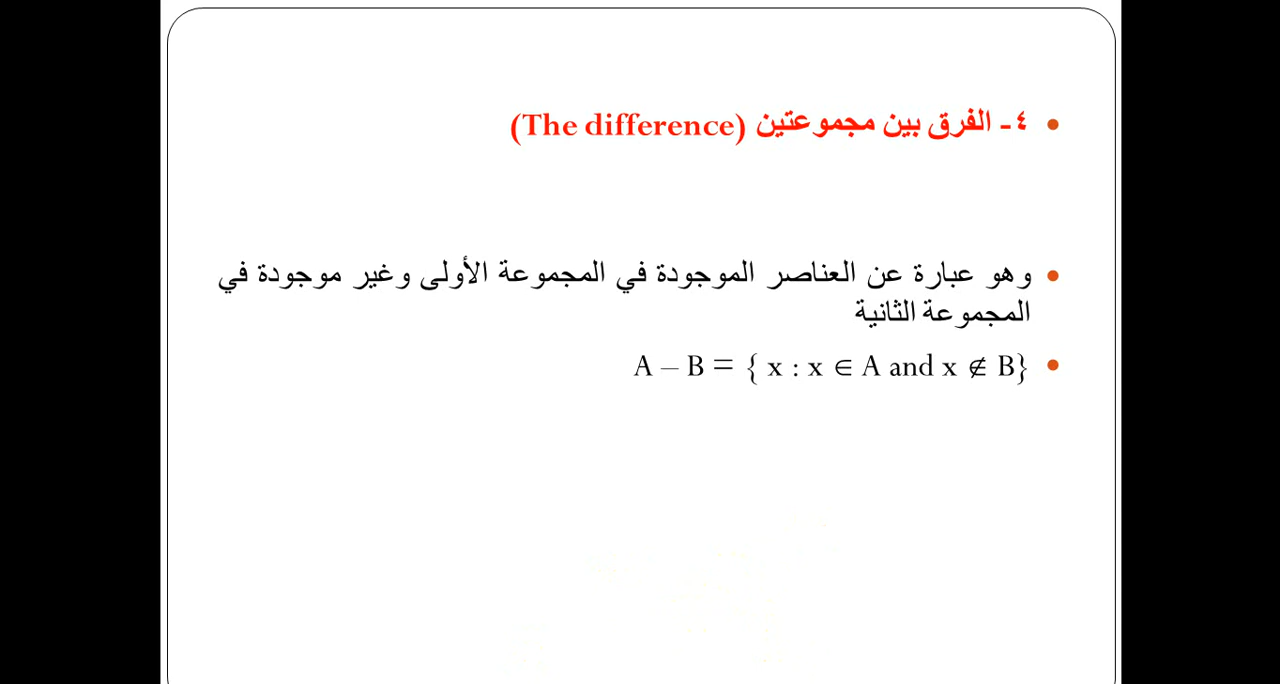 • ٤- الفرق بين مجموعتين (The difference)
• وهو عبارة عن العناصر الموجودة في المجموعة الأولى وغير موجودة في
المجموعة الثانية
• A – B = { x : x ∈ A and x ∉ B}